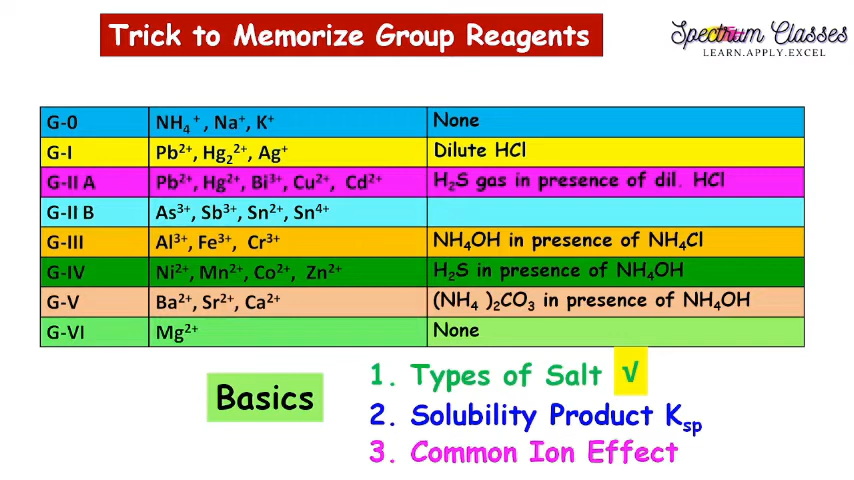 Trick to Memorize Group Reagents
Spectrum Classes
LEARN.APPLY.EXCEL
G-0 NH₄⁺, Na⁺, K⁺ None
G-I Pb²⁺, Hg₂²⁺, Ag⁺ Dilute HCl
G-II A Pb²⁺, Hg²⁺, Bi³⁺, Cu²⁺, Cd²⁺ H₂S gas in presence of dil. HCl
G-II B As³⁺, Sb³⁺, Sn²⁺, Sn⁴⁺
G-III Al³⁺, Fe³⁺, Cr³⁺ NH₄OH in presence of NH₄Cl
G-IV Ni²⁺, Mn²⁺, Co²⁺, Zn²⁺ H₂S in presence of NH₄OH
G-V Ba²⁺, Sr²⁺, Ca²⁺ (NH₄ )₂CO₃ in presence of NH₄OH
G-VI Mg²⁺ None
Basics
1. Types of Salt √
2. Solubility Product Kₛₚ
3. Common Ion Effect